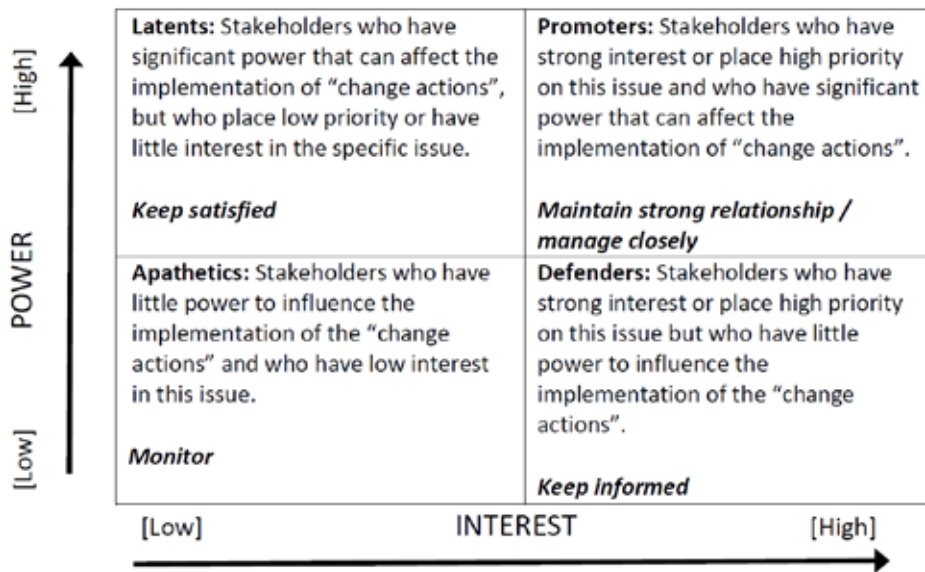 [High]
POWER
[Low]
Latents: Stakeholders who have
significant power that can affect the
implementation of “change actions”,
but who place low priority or have
little interest in the specific issue.
Keep satisfied
Promoters: Stakeholders who have
strong interest or place high priority
on this issue and who have significant
power that can affect the
implementation of “change actions”.
Maintain strong relationship /
manage closely
Apathetics: Stakeholders who have
little power to influence the
implementation of the “change
actions” and who have low interest
in this issue.
Monitor
Defenders: Stakeholders who have
strong interest or place high priority
on this issue but who have little
power to influence the
implementation of the “change
actions”.
Keep informed
[Low]
INTEREST
[High]